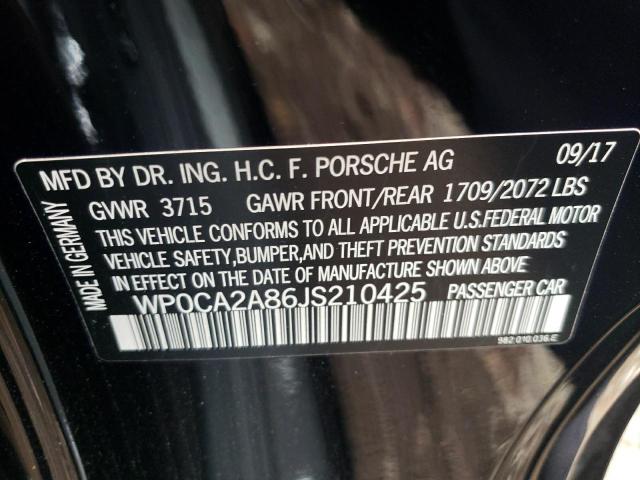 MFD BY DR. ING. H.C. F. PORSCHE AG 09/17
MADE IN GERMANY
GVWR 3715 GAWR FRONT/REAR 1709/2072 LBS
THIS VEHICLE CONFORMS TO ALL APPLICABLE U.S.FEDERAL MOTOR
VEHICLE SAFETY,BUMPER,AND THEFT PREVENTION STANDARDS
IN EFFECT ON THE DATE OF MANUFACTURE SHOWN ABOVE
WP0CA2A86JS210425 PASSENGER CAR
982.010.036.E